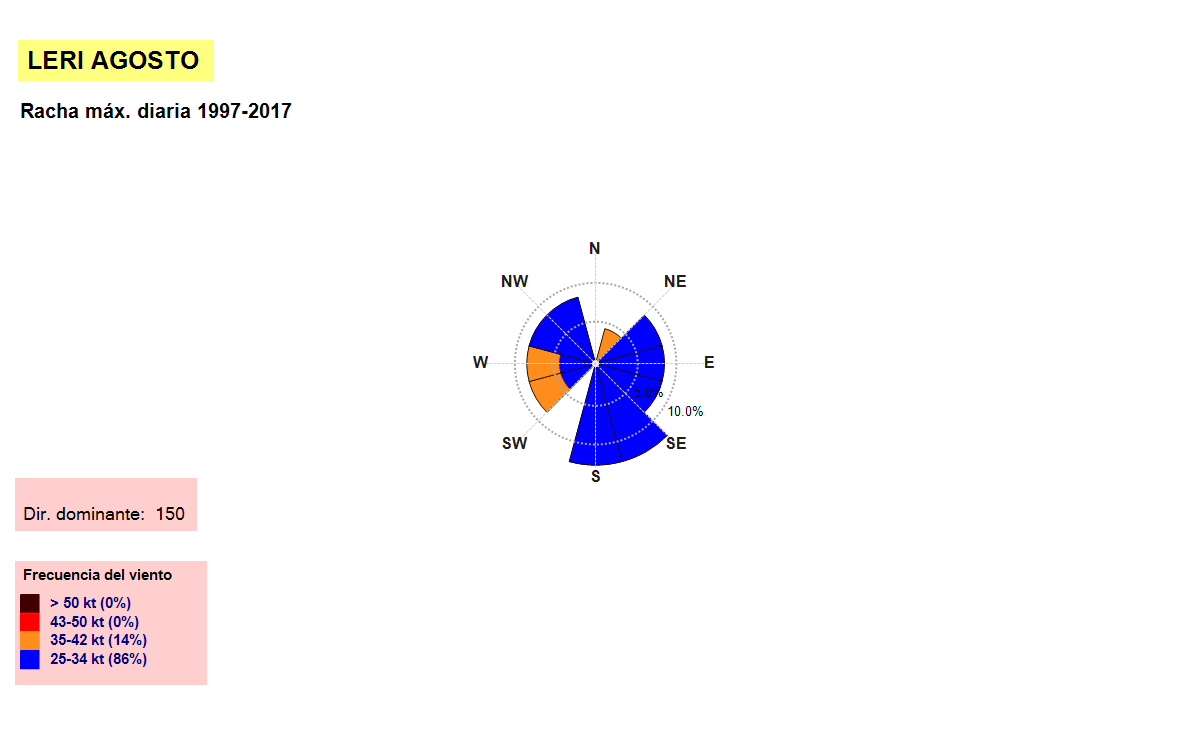 LERI AGOSTO
Racha máx. diaria 1997-2017
N
NW
NE
W
E
5.0%
10.0%
SW
SE
S
Dir. dominante: 150
Frecuencia del viento
> 50 kt (0%)
43-50 kt (0%)
35-42 kt (14%)
25-34 kt (86%)